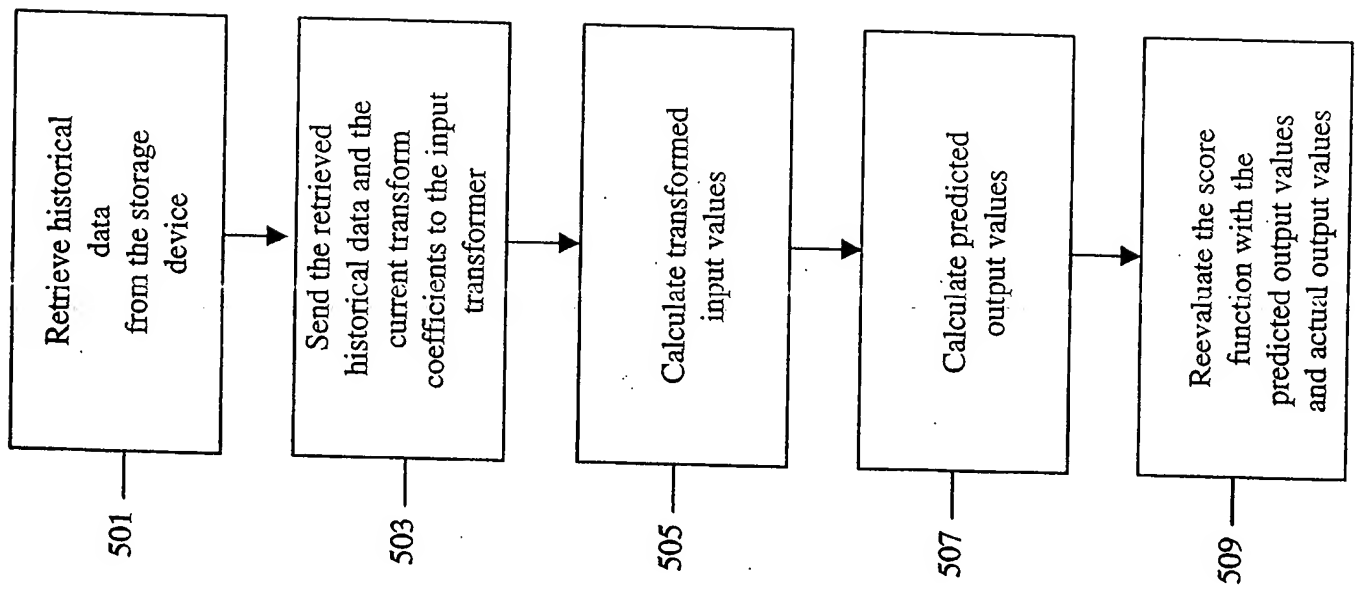 501
Retrieve historical
data
from the storage
device
503
Send the retrieved
historical data and the
current transform
coefficients to the input
transformer
505
Calculate transformed
input values
507
Calculate predicted
output values
509
Reevaluate the score
function with the
predicted output values
and actual output values